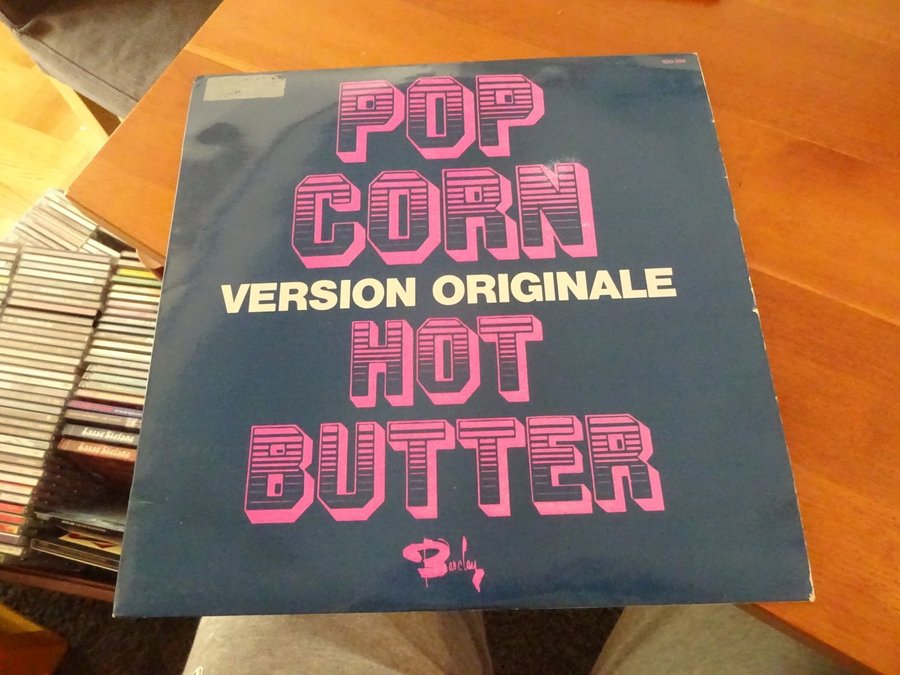 POP
CORN
VERSION ORIGINALE
HOT
BUTTER
Barclay